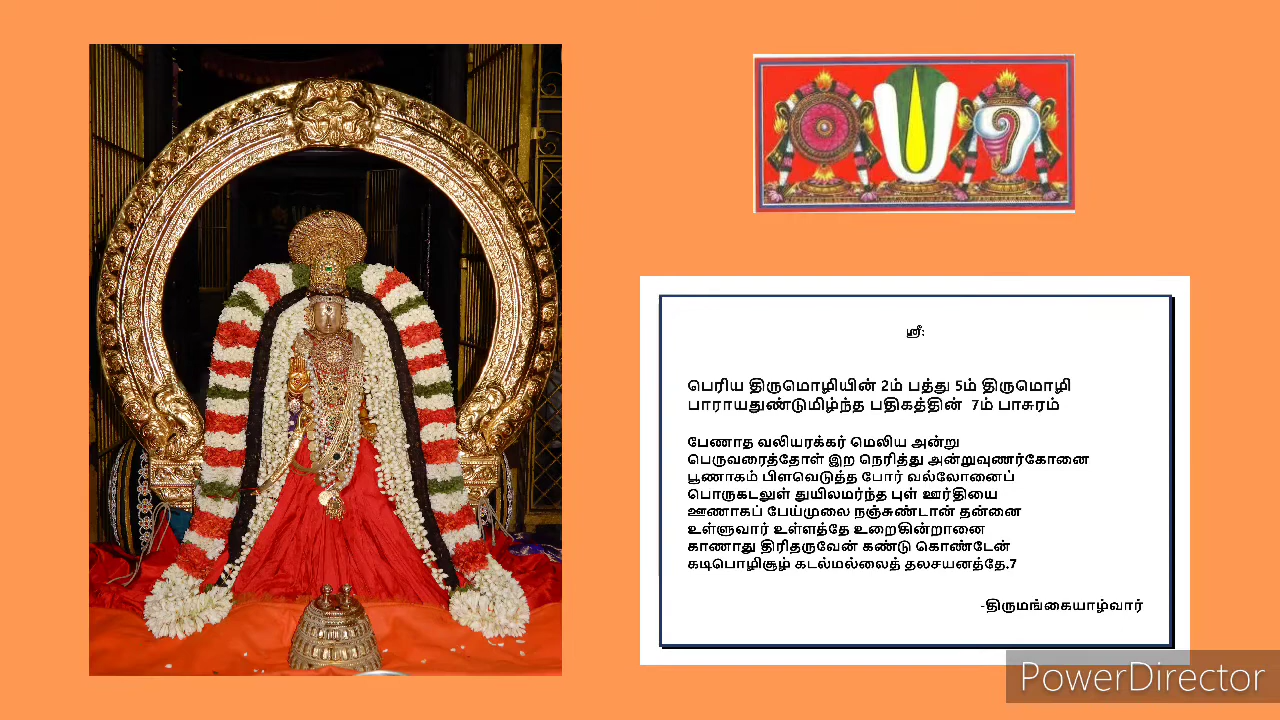 ஸ்ரீ:
பெரிய திருமொழியின் 2ம் பத்து 5ம் திருமொழி
பாராயதுண்டுமிழ்ந்த பதிகத்தின் 7ம் பாசுரம்
பேணாத வலியரக்கர் மெலிய அன்று
பெருவரைத்தோள் இற நெரித்து அன்றுவுணர்கோனை
பூணாகம் பிளவெடுத்த போர் வல்லோனைப்
பொருகடலுள் துயிலமர்ந்த புள் ஊர்தியை
ஊணாகப் பேய்முலை நஞ்சுண்டான் தன்னை
உள்ளுவார் உள்ளத்தே உறைகின்றானை
காணாது திரிதருவேன் கண்டு கொண்டேன்
கடிபொழிசூழ் கடல்மல்லைத் தலசயனத்தே.7
-திருமங்கையாழ்வார்
PowerDirector